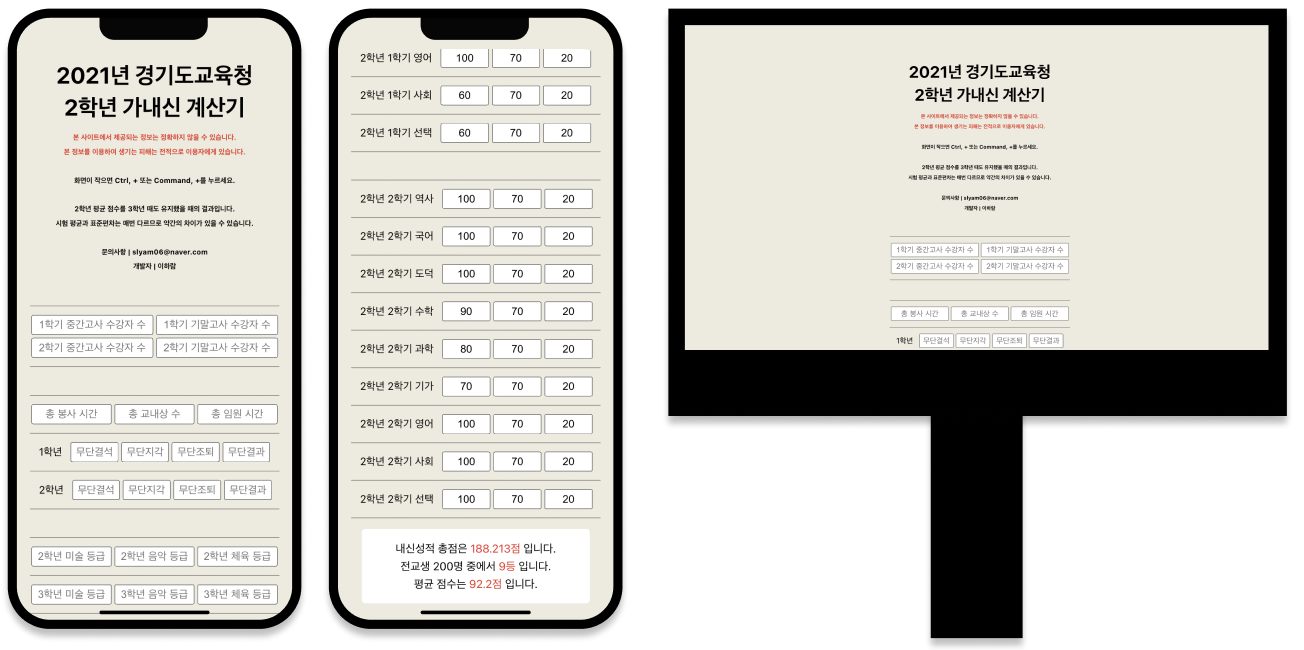 2021년 경기도교육청
2학년 가내신 계산기
본 사이트에서 제공되는 정보는 정확하지 않을 수 있습니다.
본 정보를 이용하여 생기는 피해는 전적으로 이용자에게 있습니다.
화면이 작으면 Ctrl, + 또는 Command, +를 누르세요.
2학년 평균 점수를 3학년 때도 유지했을 때의 결과입니다.
시험 평균과 표준편차는 매번 다르므로 약간의 차이가 있을 수 있습니다.
문의사항 | slyam06@naver.com
개발자 | 이하람
1학기 중간고사 수강자 수 1학기 기말고사 수강자 수
2학기 중간고사 수강자 수 2학기 기말고사 수강자 수
총 봉사 시간 총 교내상 수 총 임원 시간
1학년 무단결석 무단지각 무단조퇴 무단결과
2학년 무단결석 무단지각 무단조퇴 무단결과
2학년 미술 등급 2학년 음악 등급 2학년 체육 등급
3학년 미술 등급 3학년 음악 등급 3학년 체육 등급
2학년 1학기 영어 100 70 20
2학년 1학기 사회 60 70 20
2학년 1학기 선택 60 70 20
2학년 2학기 역사 100 70 20
2학년 2학기 국어 100 70 20
2학년 2학기 도덕 100 70 20
2학년 2학기 수학 90 70 20
2학년 2학기 과학 80 70 20
2학년 2학기 기가 70 70 20
2학년 2학기 영어 100 70 20
2학년 2학기 사회 100 70 20
2학년 2학기 선택 100 70 20
내신성적 총점은 188.213점 입니다.
전교생 200명 중에서 9등 입니다.
평균 점수는 92.2점 입니다.
2021년 경기도교육청
2학년 가내신 계산기
본 사이트에서 제공되는 정보는 정확하지 않을 수 있습니다.
본 정보를 이용하여 생기는 피해는 전적으로 이용자에게 있습니다.
화면이 작으면 Ctrl, + 또는 Command, +를 누르세요.
2학년 평균 점수를 3학년 때도 유지했을 때의 결과입니다.
시험 평균과 표준편차는 매번 다르므로 약간의 차이가 있을 수 있습니다.
문의사항 | slyam06@naver.com
개발자 | 이하람
1학기 중간고사 수강자 수 1학기 기말고사 수강자 수
2학기 중간고사 수강자 수 2학기 기말고사 수강자 수
총 봉사 시간 총 교내상 수 총 임원 시간
1학년 무단결석 무단지각 무단조퇴 무단결과